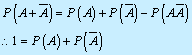 P(A+A̅) = P(A) + P(A̅) − P(AA̅)
∴ 1 = P(A) + P(A̅)